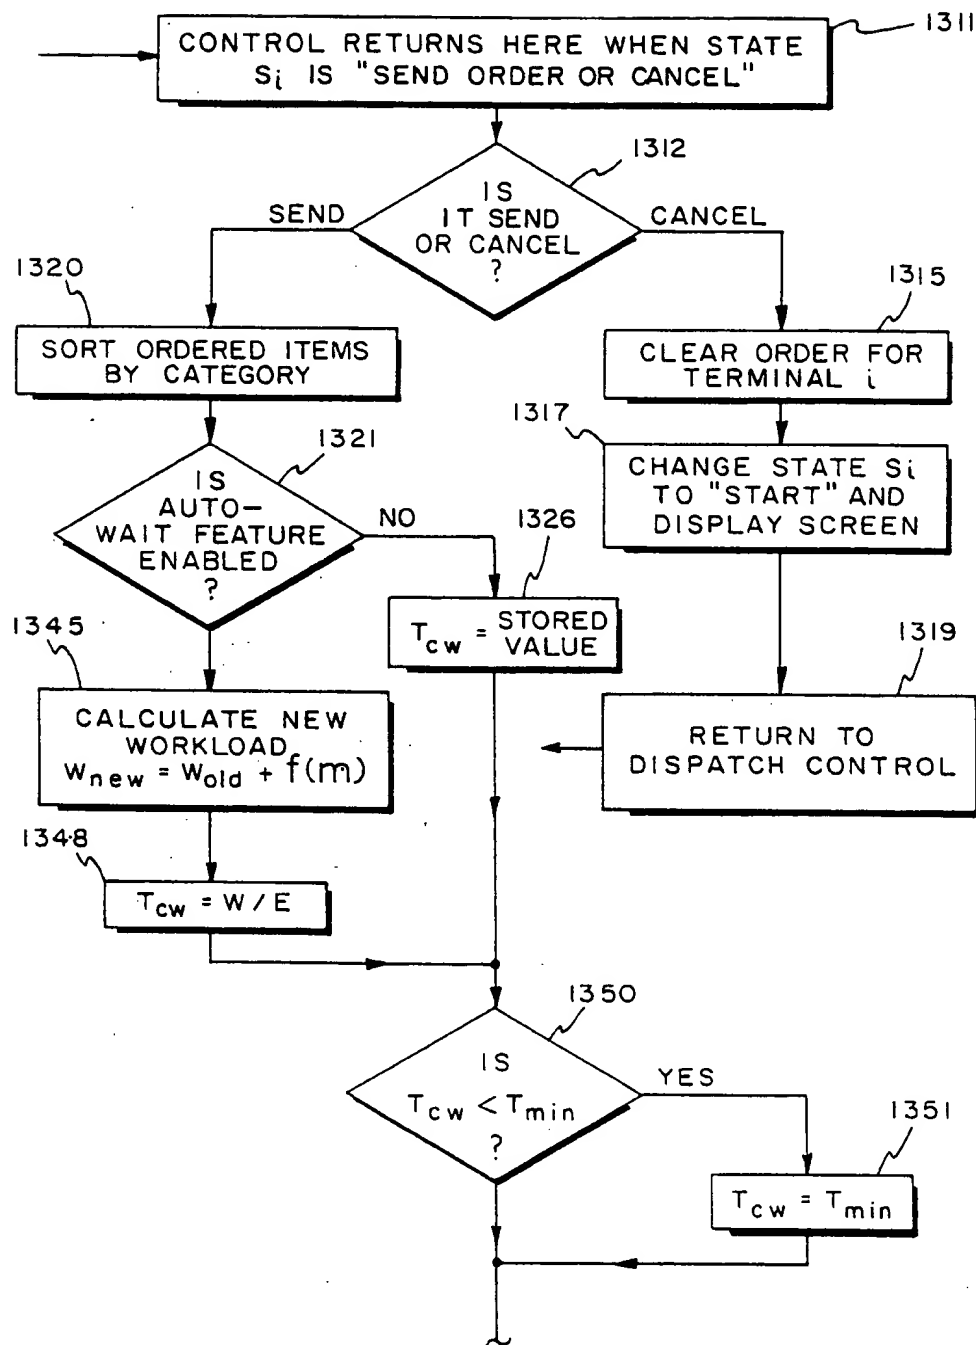 1311
CONTROL RETURNS HERE WHEN STATE
Si IS "SEND ORDER OR CANCEL"
1312
IS
IT SEND
OR CANCEL
?
SEND
CANCEL
1320
SORT ORDERED ITEMS
BY CATEGORY
1315
CLEAR ORDER FOR
TERMINAL i
1321
IS
AUTO-
WAIT FEATURE
ENABLED
?
NO
1317
CHANGE STATE Si
TO "START" AND
DISPLAY SCREEN
1326
Tcw = STORED
VALUE
1345
CALCULATE NEW
WORKLOAD
Wnew = Wold + f(m)
1319
RETURN TO
DISPATCH CONTROL
1348
Tcw = W/E
1350
IS
Tcw < Tmin
?
YES
1351
Tcw = Tmin